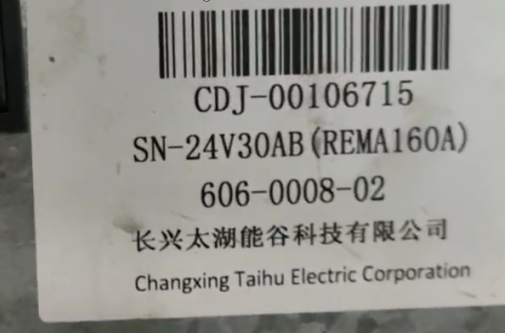 CDJ-00106715
SN-24V30AB(REMA160A)
606-0008-02
长兴太湖能谷科技有限公司
Changxing Taihu Electric Corporation